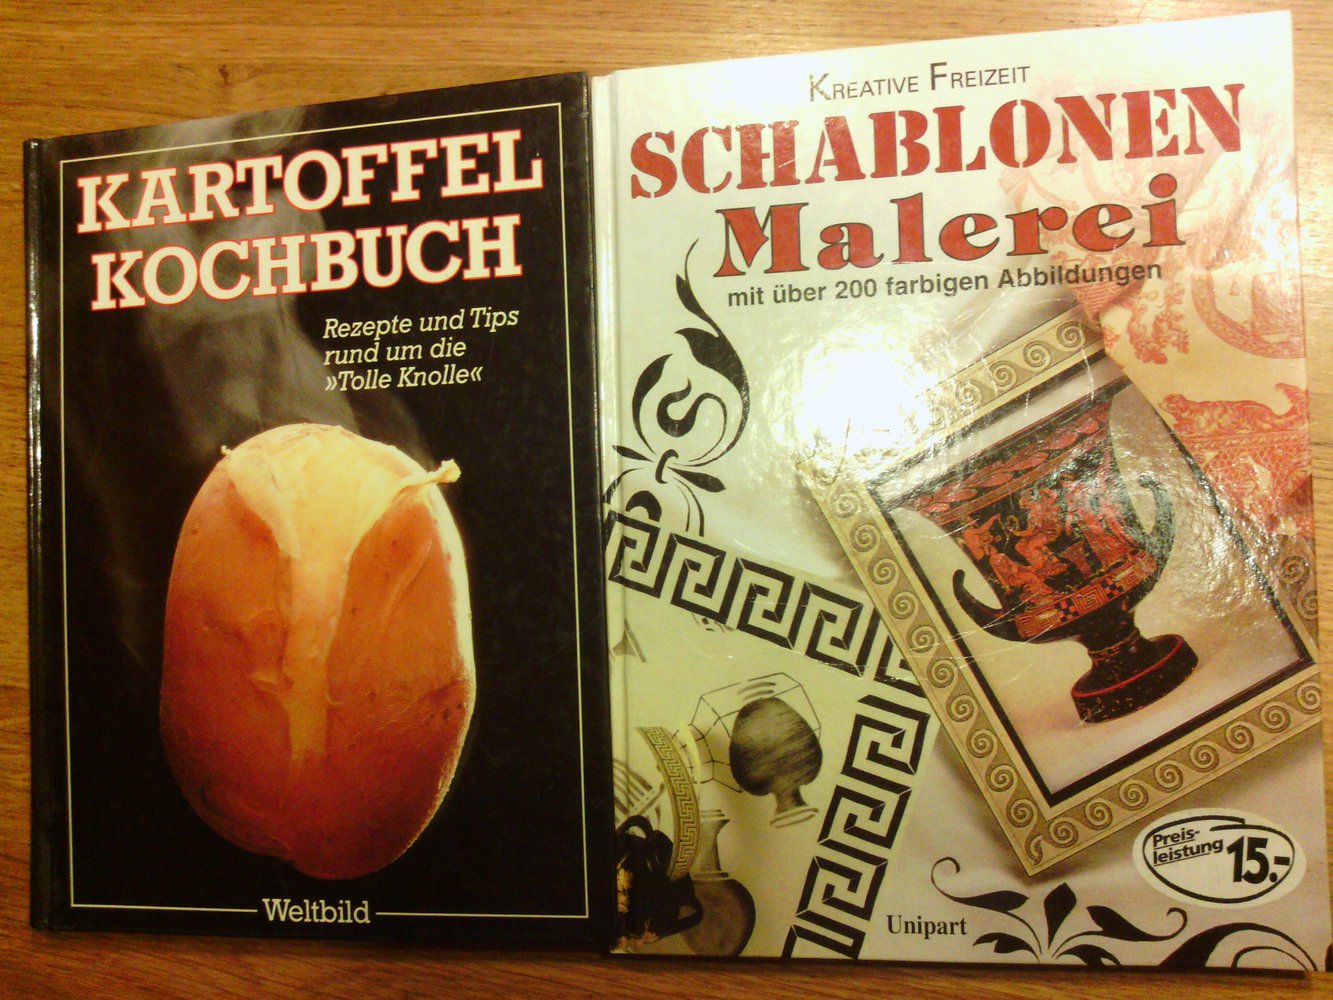 KARTOFFEL
KOCHBUCH
Rezepte und Tips
rund um die
»Tolle Knolle«
Weltbild
KREATIVE FREIZEIT
SCHABLONEN
Malerei
mit über 200 farbigen Abbildungen
Preis-
leistung 15.-
Unipart